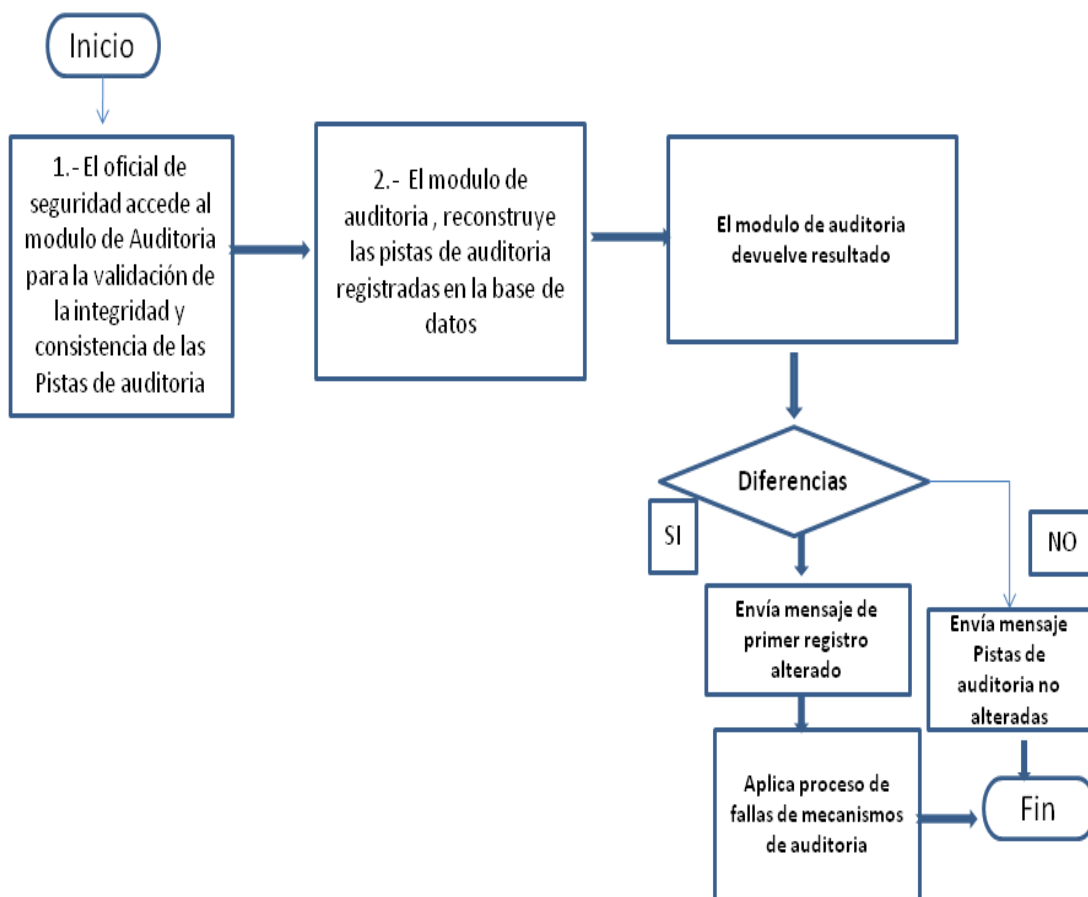 Inicio
1.- El oficial de
seguridad accede al
modulo de Auditoria
para la validación de
la integridad y
consistencia de las
Pistas de auditoria
2.- El modulo de
auditoria , reconstruye
las pistas de auditoria
registradas en la base de
datos
El modulo de auditoria
devuelve resultado
Diferencias
SI
NO
Envía mensaje de
primer registro
alterado
Envía mensaje
Pistas de
auditoria no
alteradas
Aplica proceso de
fallas de mecanismos
de auditoria
Fin